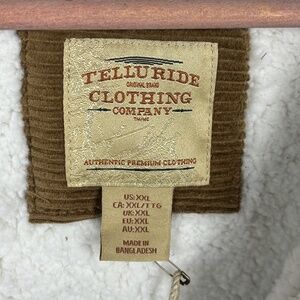 TELLURIDE
ORIGINAL BRAND
CLOTHING
COMPANY
AUTHENTIC PREMIUM CLOTHING
US:XXL
CA:XXL/TTG
UK:XXL
EU:XXL
AU:XXL
MADE IN
BANGLADESH